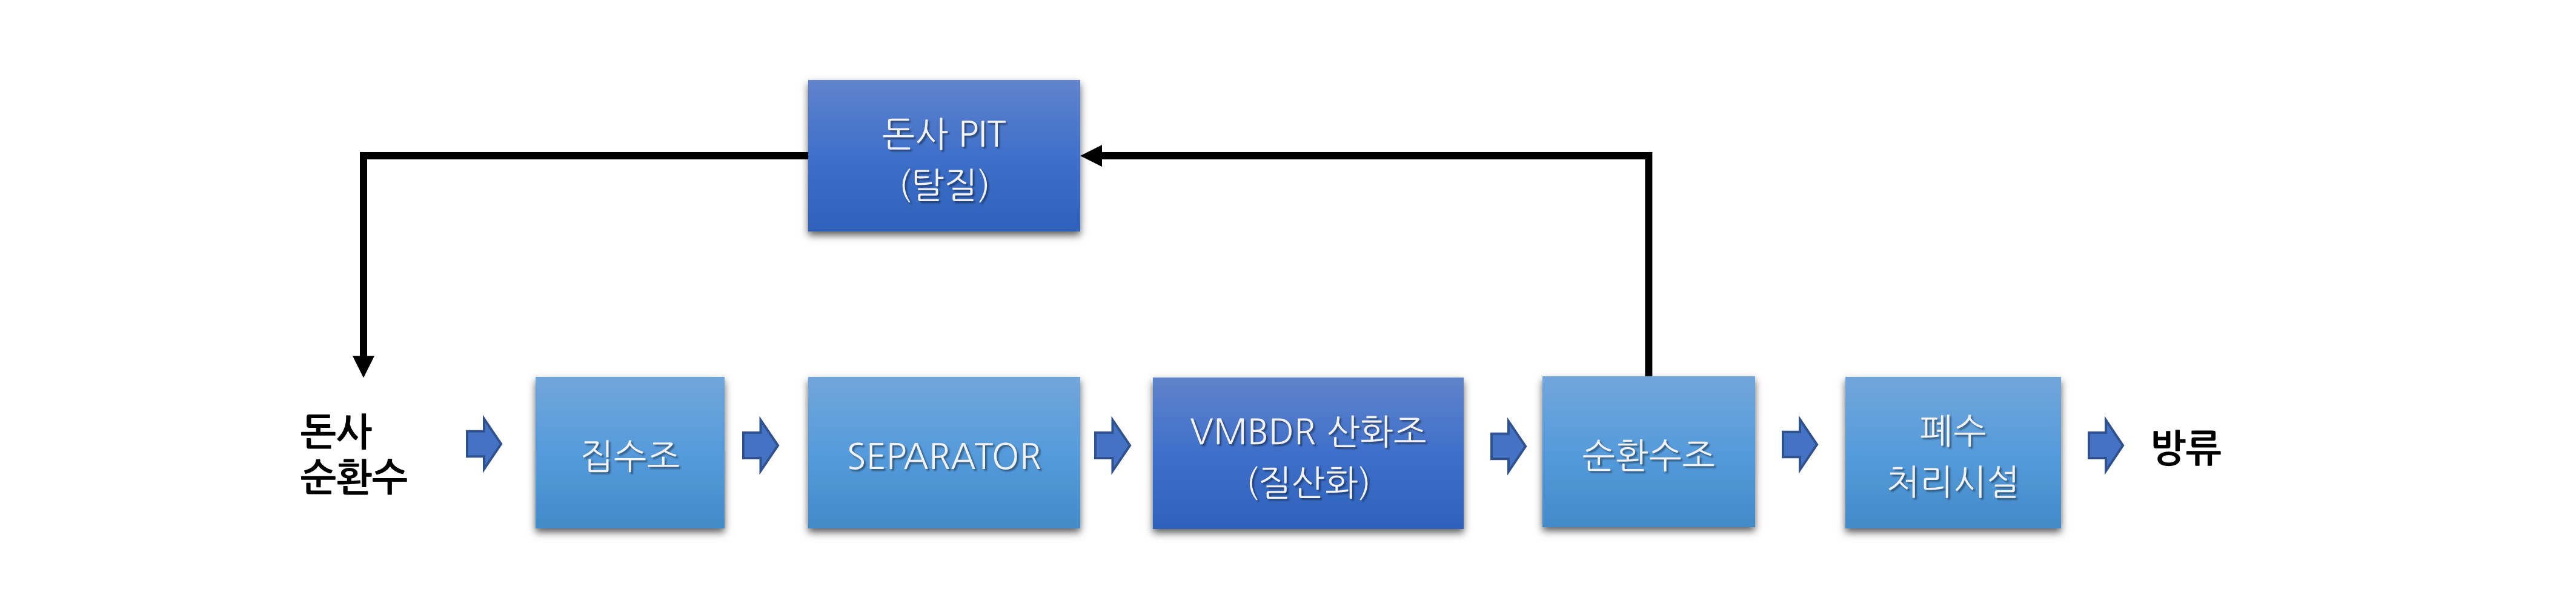 돈사 PIT
(탈질)
돈사
순환수
집수조
SEPARATOR
VMBDR 산화조
(질산화)
순환수조
폐수
처리시설
방류